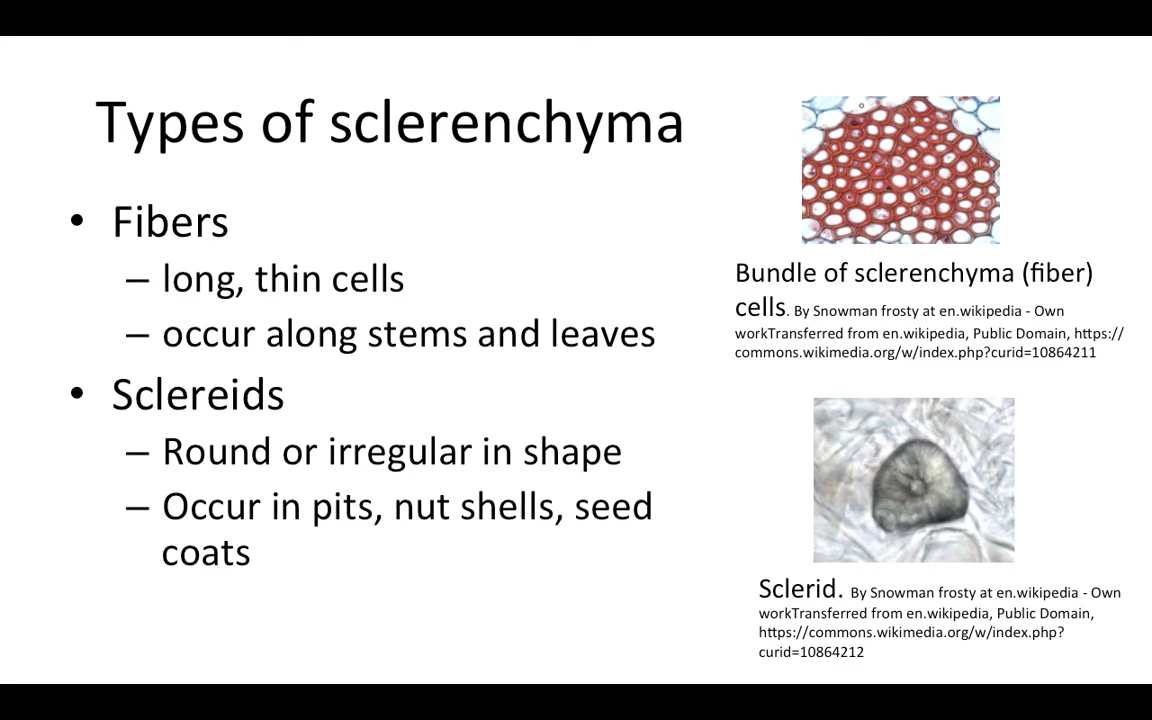 Types of sclerenchyma
• Fibers
– long, thin cells
– occur along stems and leaves
• Sclereids
– Round or irregular in shape
– Occur in pits, nut shells, seed
coats
Bundle of sclerenchyma (fiber)
cells. By Snowman frosty at en.wikipedia - Own
workTransferred from en.wikipedia, Public Domain, https://
commons.wikimedia.org/w/index.php?curid=10864211
Sclerid. By Snowman frosty at en.wikipedia - Own
workTransferred from en.wikipedia, Public Domain,
https://commons.wikimedia.org/w/index.php?
curid=10864212